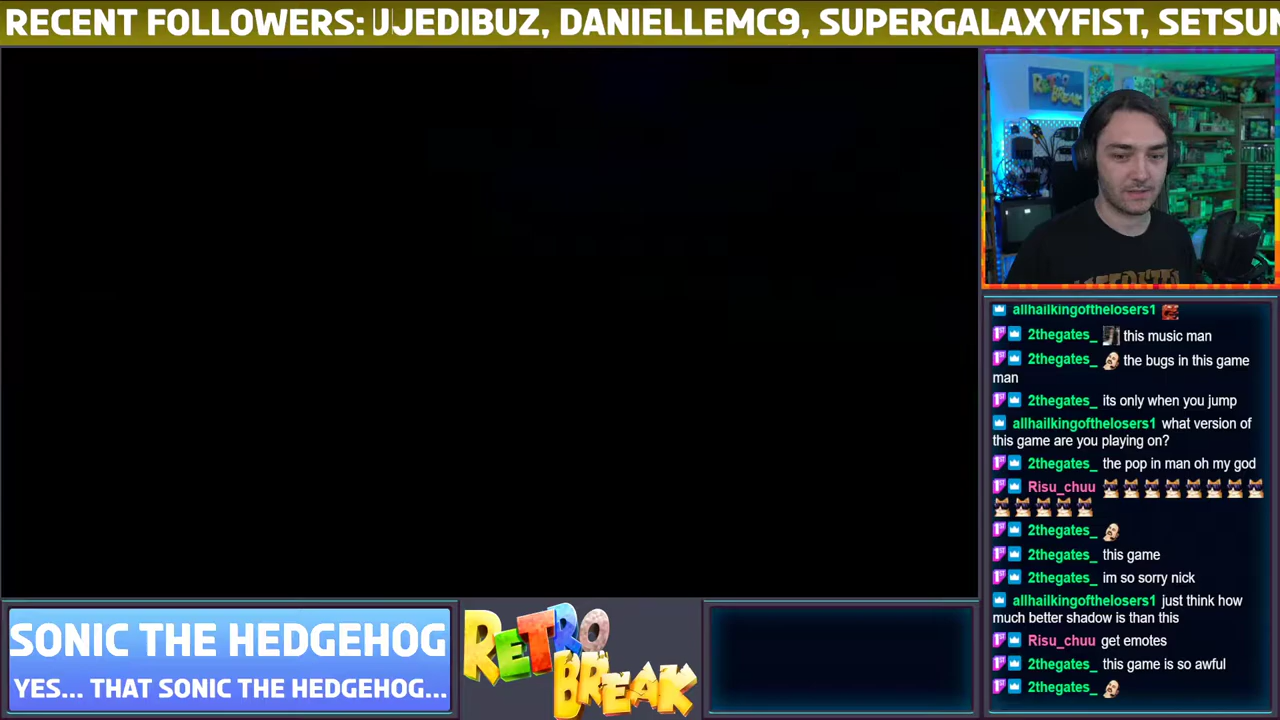 RECENT FOLLOWERS: JJEDIBUZ, DANIELLEMC9, SUPERGALAXYFIST, SETSUN
RETRO
BREAK
allhailkingofthelosers1
2thegates_ this music man
2thegates_ the bugs in this game
man
2thegates_ its only when you jump
allhailkingofthelosers1 what version of
this game are you playing on?
2thegates_ the pop in man oh my god
Risu_chuu
2thegates_
2thegates_ this game
2thegates_ im so sorry nick
allhailkingofthelosers1 just think how
much better shadow is than this
Risu_chuu get emotes
2thegates_ this game is so awful
2thegates_
SONIC THE HEDGEHOG
YES... THAT SONIC THE HEDGEHOG...
RETRO
BREAK